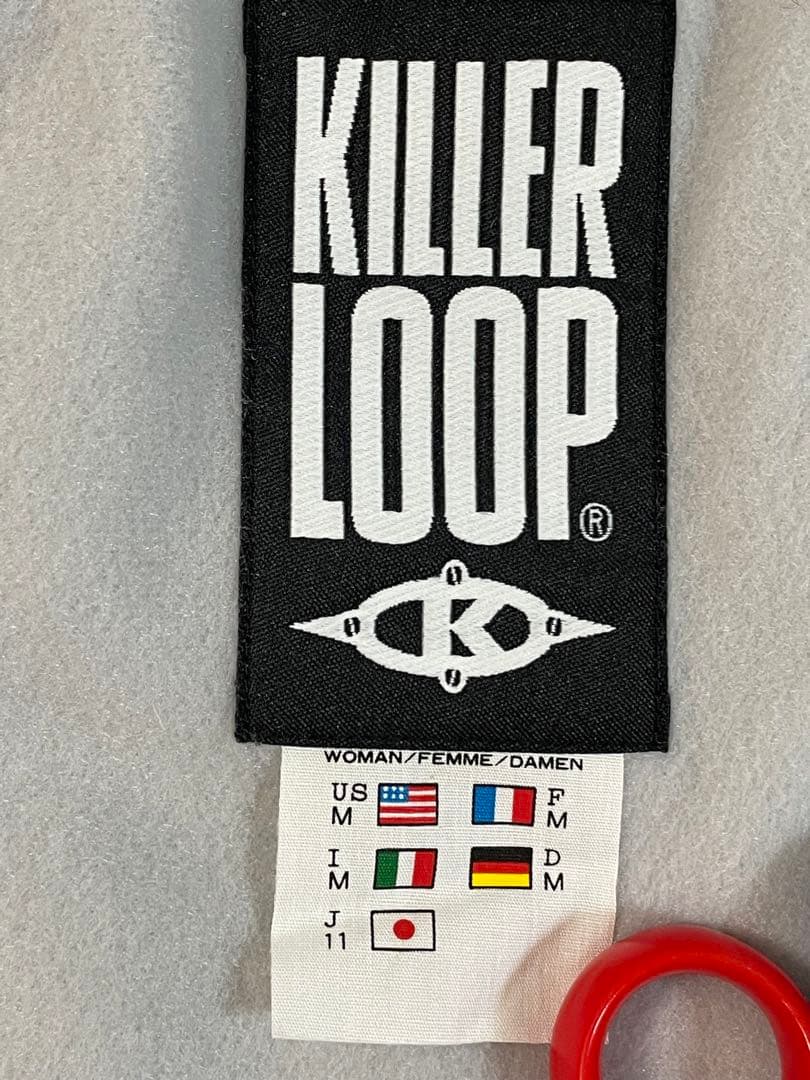 KILLER
LOOP®
K
WOMAN/FEMME/DAMEN
US F
M M
I D
M M
J
11